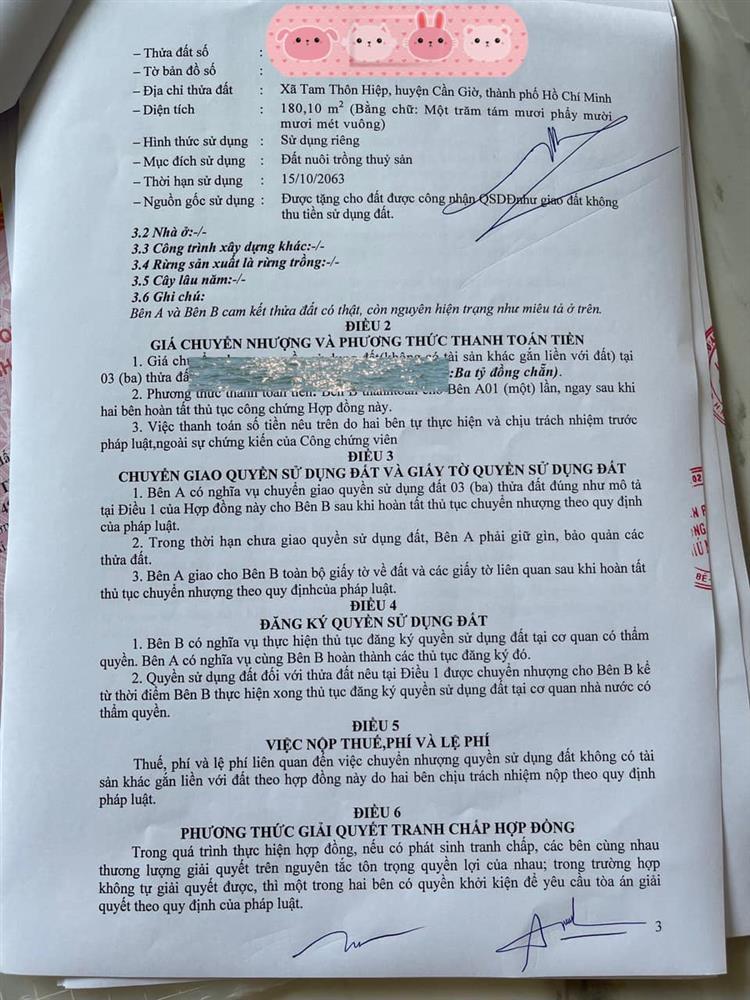 – Thửa đất số :
– Tờ bản đồ số :
– Địa chỉ thửa đất : Xã Tam Thôn Hiệp, huyện Cần Giờ, thành phố Hồ Chí Minh
– Diện tích : 180,10 m² (Bằng chữ: Một trăm tám mươi phẩy mười
mươi mét vuông)
– Hình thức sử dụng : Sử dụng riêng
– Mục đích sử dụng : Đất nuôi trồng thuỷ sản
– Thời hạn sử dụng : 15/10/2063
– Nguồn gốc sử dụng : Được tặng cho đất được công nhận QSDĐnhư giao đất không
thu tiền sử dụng đất.
3.2 Nhà ở:-/-
3.3 Công trình xây dựng khác:-/-
3.4 Rừng sản xuất là rừng trồng:-/-
3.5 Cây lâu năm:-/-
3.6 Ghi chú:
Bên A và Bên B cam kết thửa đất có thật, còn nguyên hiện trạng như miêu tả ở trên.
ĐIỀU 2
GIÁ CHUYỂN NHƯỢNG VÀ PHƯƠNG THỨC THANH TOÁN TIỀN
1. Giá đất(không có tài sản khác gắn liền với đất) tại
03 (ba) thửa :Ba tỷ đồng chẵn).
2. Phương thức thanh toán tiền: Bên B thanhtoán cho Bên A01 (một) lần, ngay sau khi
hai bên hoàn tất thủ tục công chứng Hợp đồng này.
3. Việc thanh toán số tiền nêu trên do hai bên tự thực hiện và chịu trách nhiệm trước
pháp luật,ngoài sự chứng kiến của Công chứng viên
ĐIỀU 3
CHUYỂN GIAO QUYỀN SỬ DỤNG ĐẤT VÀ GIẤY TỜ QUYỀN SỬ DỤNG ĐẤT
1. Bên A có nghĩa vụ chuyển giao quyền sử dụng đất 03 (ba) thửa đất đúng như mô tả
tại Điều 1 của Hợp đồng này cho Bên B sau khi hoàn tất thủ tục chuyển nhượng theo quy định
của pháp luật.
2. Trong thời hạn chưa giao quyền sử dụng đất, Bên A phải giữ gìn, bảo quản các
thửa đất.
3. Bên A giao cho Bên B toàn bộ giấy tờ về đất và các giấy tờ liên quan sau khi hoàn tất
thủ tục chuyển nhượng theo quy địnhcủa pháp luật.
ĐIỀU 4
ĐĂNG KÝ QUYỀN SỬ DỤNG ĐẤT
1. Bên B có nghĩa vụ thực hiện thủ tục đăng ký quyền sử dụng đất tại cơ quan có thẩm
quyền. Bên A có nghĩa vụ cùng Bên B hoàn thành các thủ tục đăng ký đó.
2. Quyền sử dụng đất đối với thửa đất nêu tại Điều 1 được chuyển nhượng cho Bên B kể
từ thời điểm Bên B thực hiện xong thủ tục đăng ký quyền sử dụng đất tại cơ quan nhà nước có
thẩm quyền.
ĐIỀU 5
VIỆC NỘP THUẾ,PHÍ VÀ LỆ PHÍ
Thuế, phí và lệ phí liên quan đến việc chuyển nhượng quyền sử dụng đất không có tài
sản khác gắn liền với đất theo hợp đồng này do hai bên chịu trách nhiệm nộp theo quy định
pháp luật.
ĐIỀU 6
PHƯƠNG THỨC GIẢI QUYẾT TRANH CHẤP HỢP ĐỒNG
Trong quá trình thực hiện hợp đồng, nếu có phát sinh tranh chấp, các bên cùng nhau
thương lượng giải quyết trên nguyên tắc tôn trọng quyền lợi của nhau; trong trường hợp
không tự giải quyết được, thì một trong hai bên có quyền khởi kiện để yêu cầu tòa án giải
quyết theo quy định của pháp luật.
3